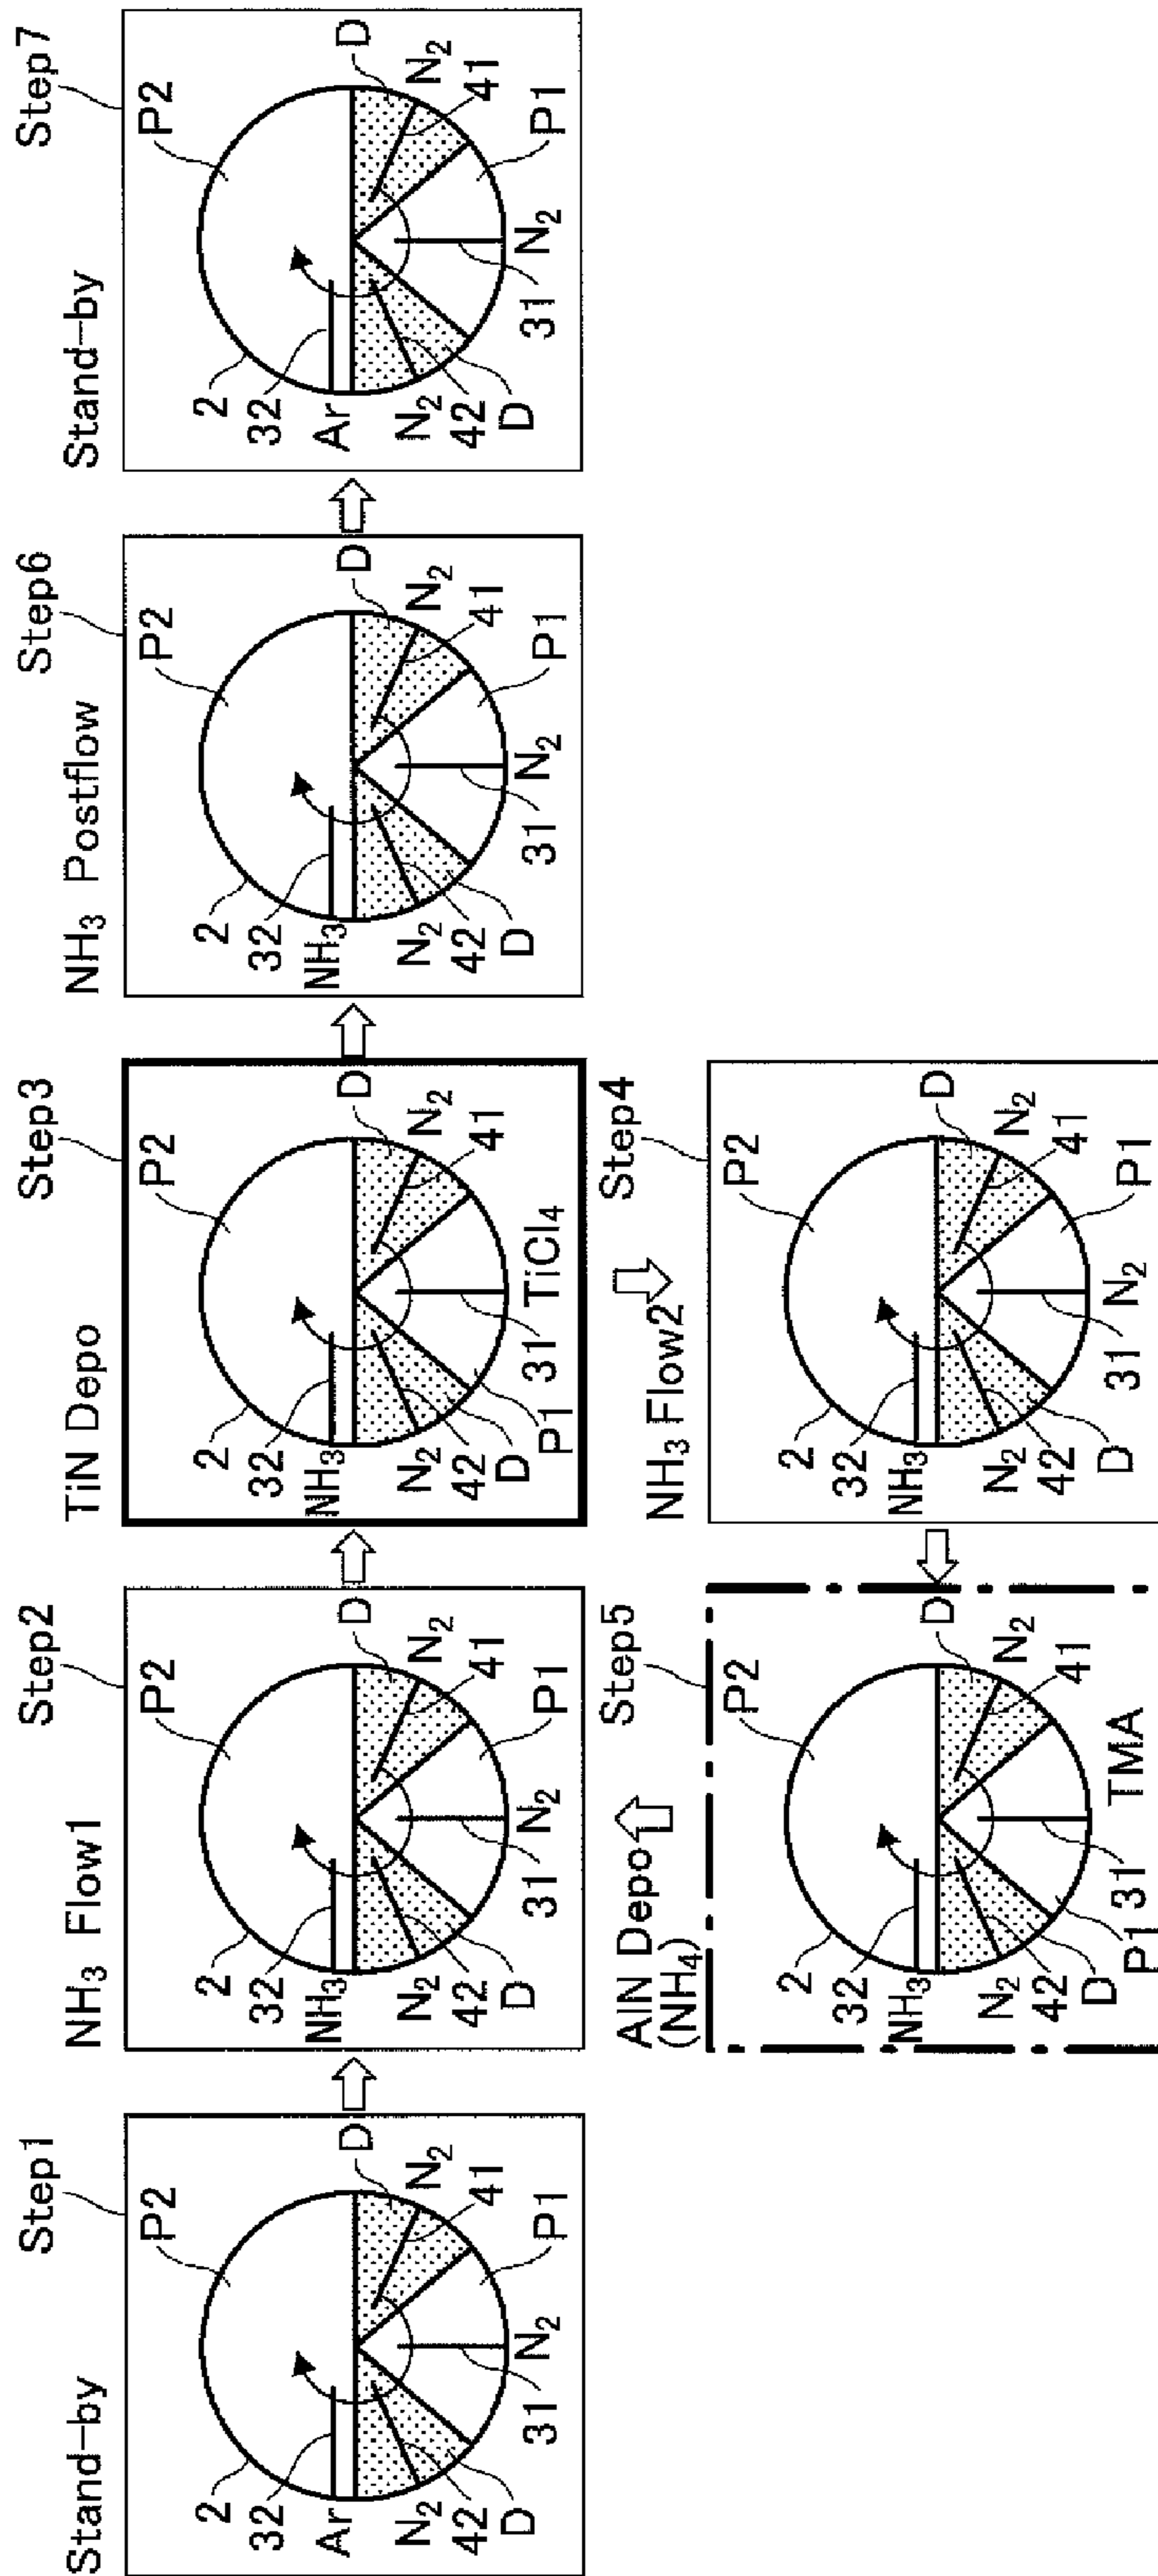 Stand-by
Step1
P2
2
32
Ar
N2
42
D
31
N2
P1
41
N2
D
NH3 Flow1
Step2
P2
2
32
NH3
N2
42
D
31
N2
P1
41
N2
D
TiN Depo
Step3
P2
2
32
NH3
N2
42
D
P1
31
TiCl4
41
N2
D
NH3 Flow2
Step4
P2
2
32
NH3
N2
42
D
31
N2
P1
41
N2
D
AlN Depo
(NH4)
Step5
P2
2
32
NH3
N2
42
D
P1
31
TMA
41
N2
D
NH3 Postflow
Step6
P2
2
32
NH3
N2
42
D
31
N2
P1
41
N2
D
Stand-by
Step7
P2
2
32
Ar
N2
42
D
31
N2
P1
41
N2
D